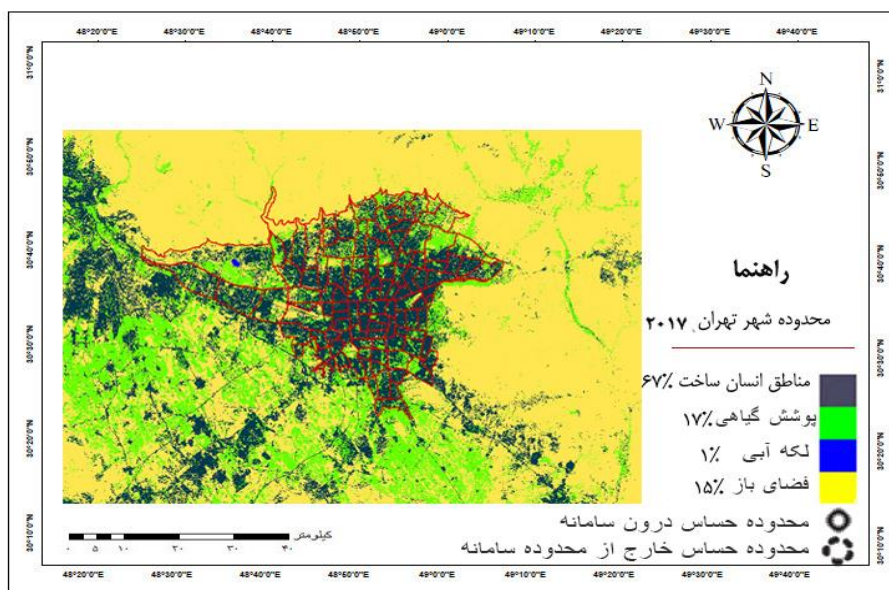 48°20'0"E 48°30'0"E 48°40'0"E 48°50'0"E 49°0'0"E 49°10'0"E 49°20'0"E 49°30'0"E 49°40'0"E
N
W E
S
راهنما
محدوده شهر تهران, ۲۰۱۷
مناطق انسان ساخت ۶۷٪
پوشش گیاهی ۱۷٪
لکه آبی ۱٪
فضای باز ۱۵٪
محدوده حساس درون سامانه
محدوده حساس خارج از محدوده سامانه
کیلومتر
۰ ۵ ۱۰ ۲۰ ۳۰ ۴۰
48°20'0"E 48°30'0"E 48°40'0"E 48°50'0"E 49°0'0"E 49°10'0"E 49°20'0"E 49°30'0"E 49°40'0"E